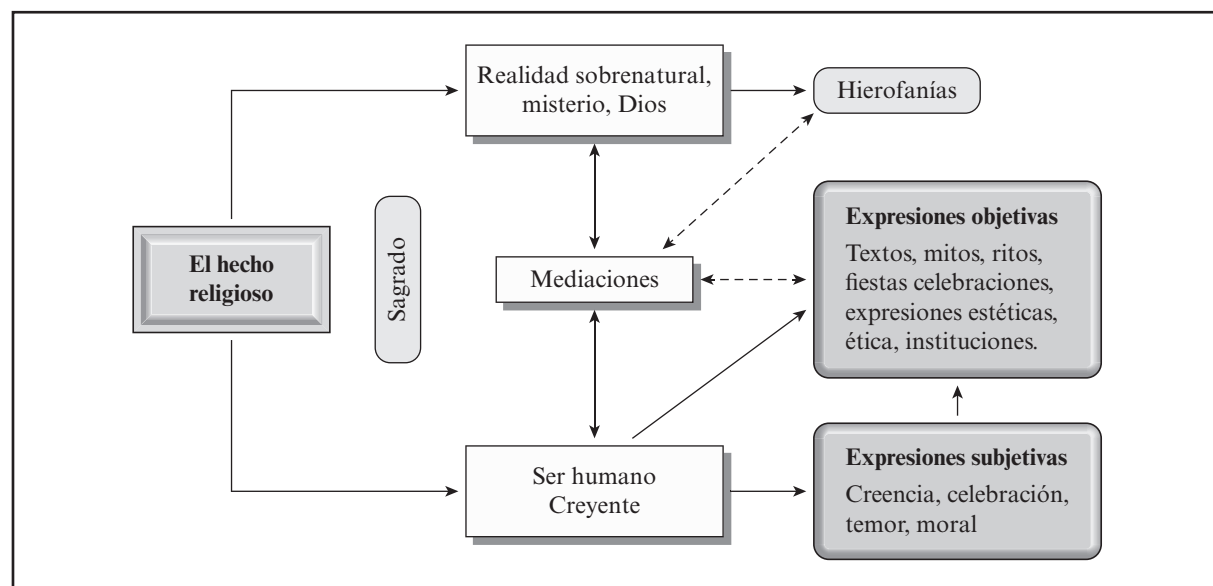 Realidad sobrenatural,
misterio, Dios
Hierofanías
El hecho
religioso
Sagrado
Mediaciones
Expresiones objetivas
Textos, mitos, ritos,
fiestas celebraciones,
expresiones estéticas,
ética, instituciones.
Ser humano
Creyente
Expresiones subjetivas
Creencia, celebración,
temor, moral